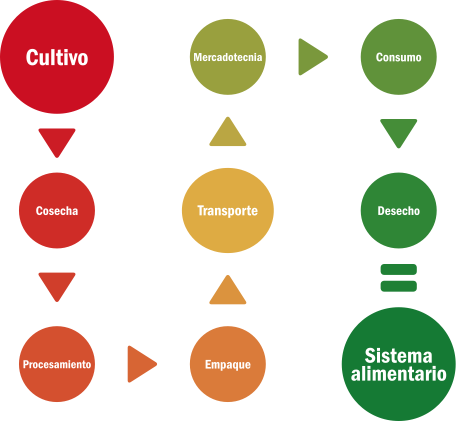 Cultivo
Cosecha
Procesamiento
Empaque
Transporte
Mercadotecnia
Consumo
Desecho
Sistema
alimentario